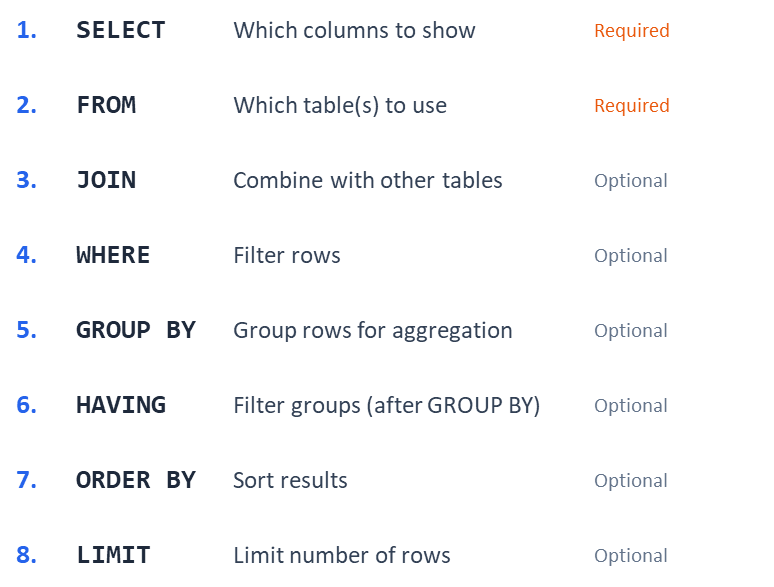 1. SELECT Which columns to show Required
2. FROM Which table(s) to use Required
3. JOIN Combine with other tables Optional
4. WHERE Filter rows Optional
5. GROUP BY Group rows for aggregation Optional
6. HAVING Filter groups (after GROUP BY) Optional
7. ORDER BY Sort results Optional
8. LIMIT Limit number of rows Optional